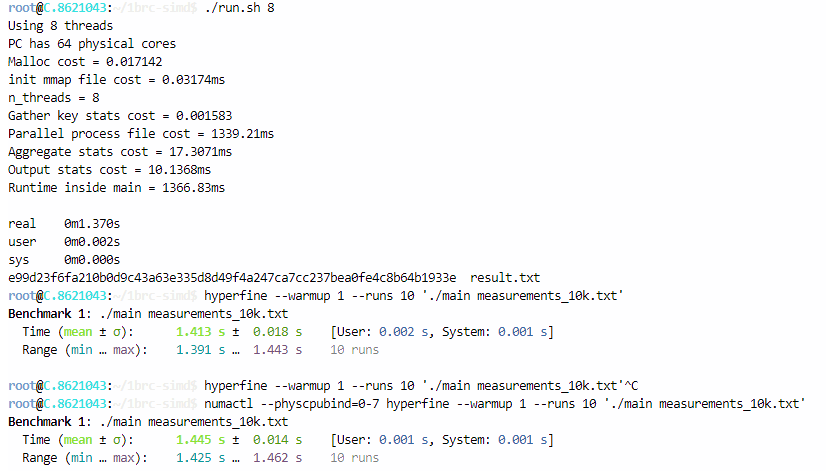 root@C.8621043:~/1brc-simd$ ./run.sh 8
Using 8 threads
PC has 64 physical cores
Malloc cost = 0.017142
init mmap file cost = 0.03174ms
n_threads = 8
Gather key stats cost = 0.001583
Parallel process file cost = 1339.21ms
Aggregate stats cost = 17.3071ms
Output stats cost = 10.1368ms
Runtime inside main = 1366.83ms
real    0m1.370s
user    0m0.002s
sys     0m0.000s
e99d23f6fa210b0d9c43a63e335d8d49f4a247ca7cc237bea0fe4c8b64b1933e  result.txt
root@C.8621043:~/1brc-simd$ hyperfine --warmup 1 --runs 10 './main measurements_10k.txt'
Benchmark 1: ./main measurements_10k.txt
  Time (mean ± σ):      1.413 s ±  0.018 s    [User: 0.002 s, System: 0.001 s]
  Range (min … max):    1.391 s …  1.443 s    10 runs
root@C.8621043:~/1brc-simd$ hyperfine --warmup 1 --runs 10 './main measurements_10k.txt'^C
root@C.8621043:~/1brc-simd$ numactl --physcpubind=0-7 hyperfine --warmup 1 --runs 10 './main measurements_10k.txt'
Benchmark 1: ./main measurements_10k.txt
  Time (mean ± σ):      1.445 s ±  0.014 s    [User: 0.001 s, System: 0.001 s]
  Range (min … max):    1.425 s …  1.462 s    10 runs